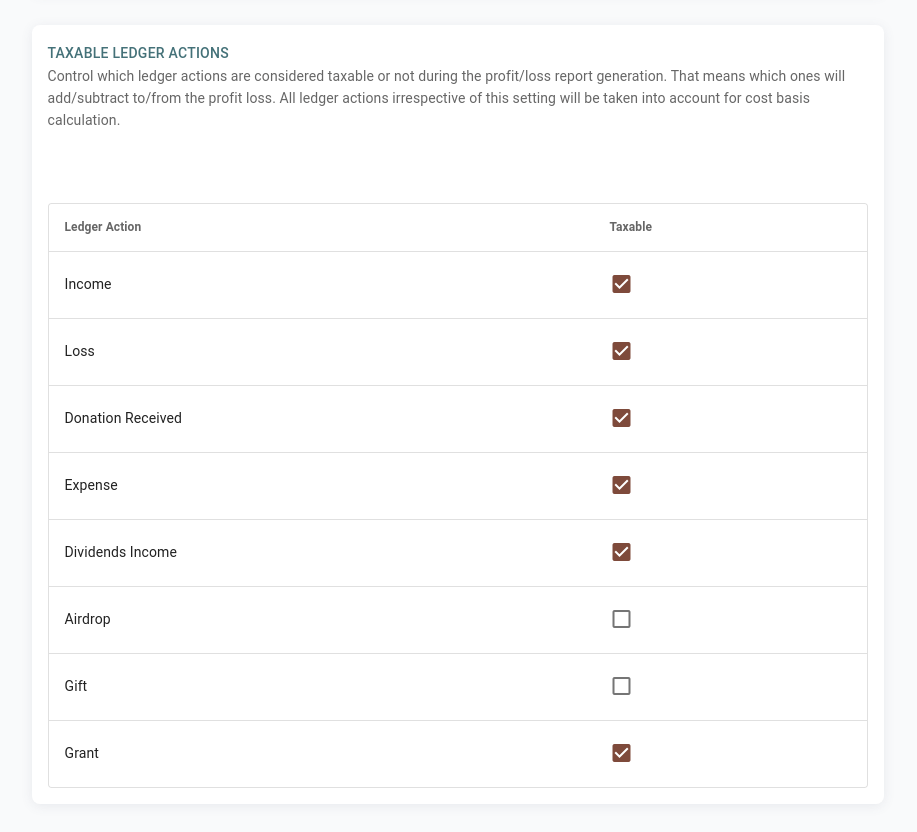 TAXABLE LEDGER ACTIONS
Control which ledger actions are considered taxable or not during the profit/loss report generation. That means which ones will
add/subtract to/from the profit loss. All ledger actions irrespective of this setting will be taken into account for cost basis
calculation.
Ledger Action Taxable
Income
Loss
Donation Received
Expense
Dividends Income
Airdrop
Gift
Grant